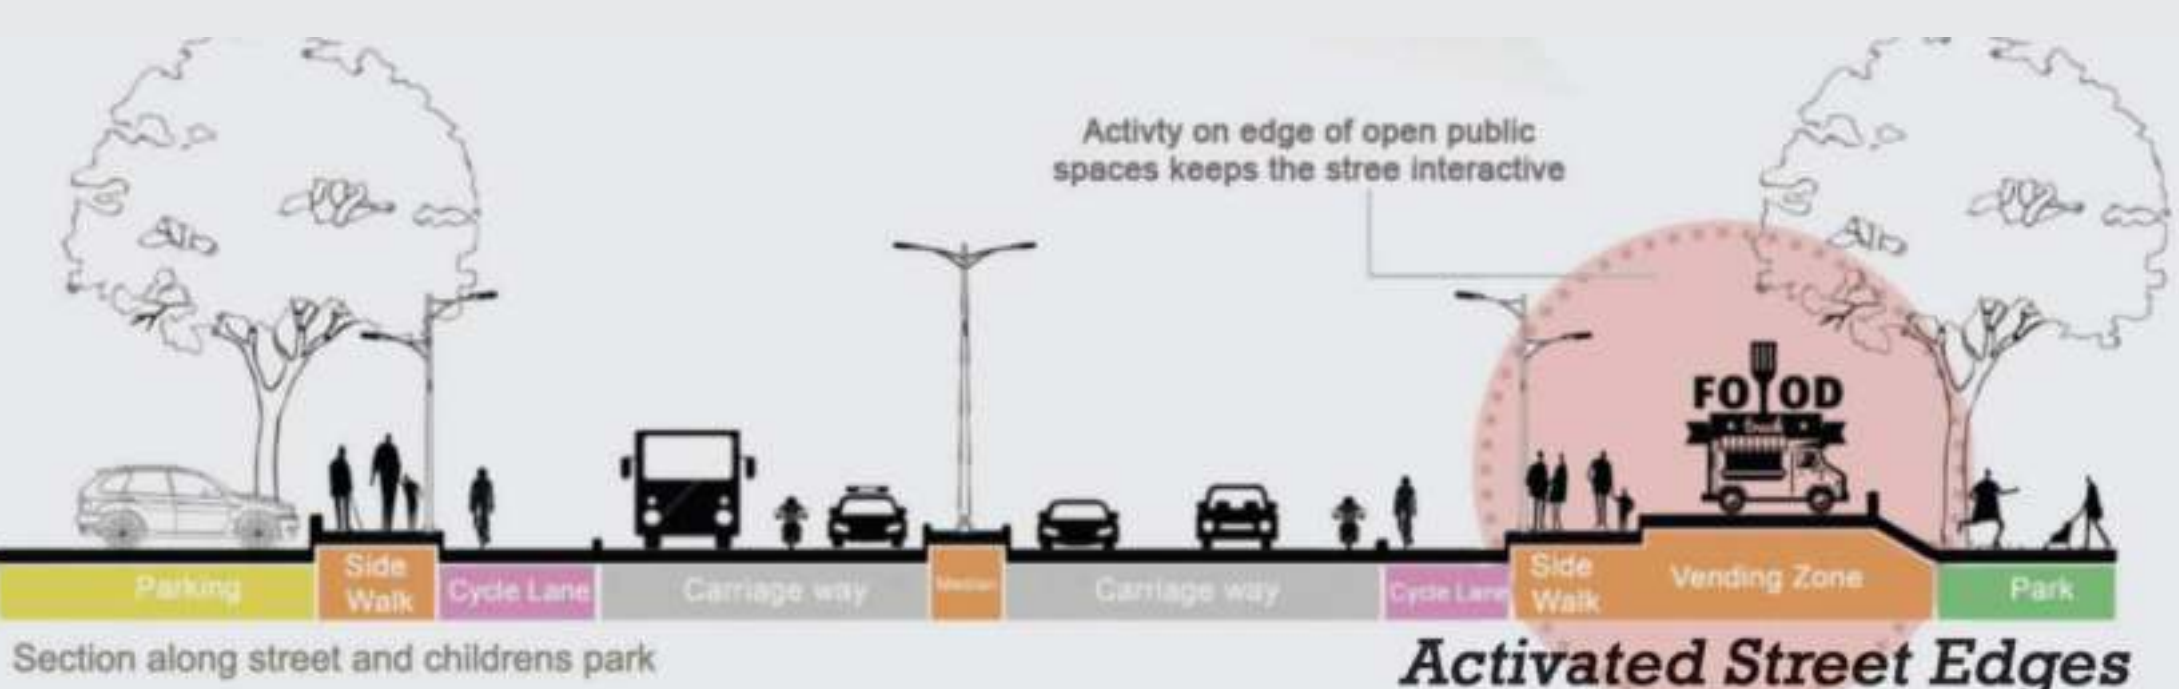 Activty on edge of open public
spaces keeps the stree interactive
FOOD
Parking
Side
Walk
Cycle Lane
Carriage way
Median
Carriage way
Cycle Lane
Side
Walk
Vending Zone
Park
Section along street and childrens park
Activated Street Edges